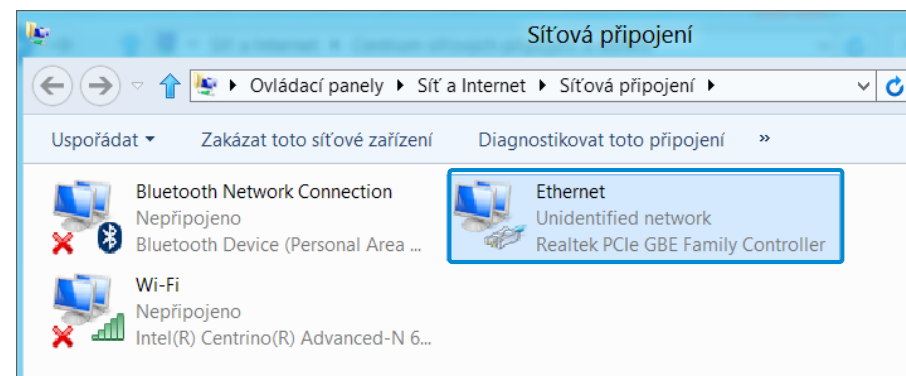 Síťová připojení
Ovládací panely Síť a Internet Síťová připojení
Uspořádat Zakázat toto síťové zařízení Diagnostikovat toto připojení »
Bluetooth Network Connection
Nepřipojeno
Bluetooth Device (Personal Area ...
Ethernet
Unidentified network
Realtek PCIe GBE Family Controller
Wi-Fi
Nepřipojeno
Intel(R) Centrino(R) Advanced-N 6...